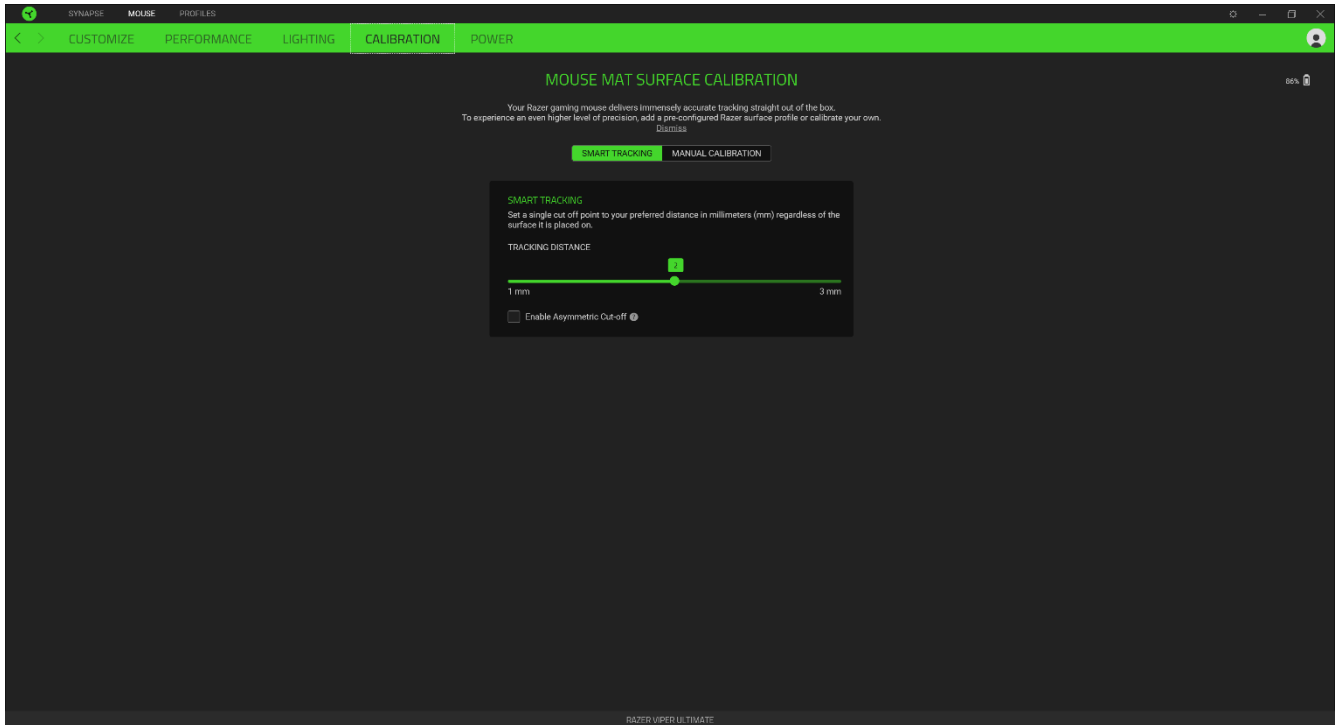 SYNAPSE MOUSE PROFILES
CUSTOMIZE PERFORMANCE LIGHTING CALIBRATION POWER
MOUSE MAT SURFACE CALIBRATION
86%
Your Razer gaming mouse delivers immensely accurate tracking straight out of the box.
To experience an even higher level of precision, add a pre-configured Razer surface profile or calibrate your own.
Dismiss
SMART TRACKING MANUAL CALIBRATION
SMART TRACKING
Set a single cut off point to your preferred distance in millimeters (mm) regardless of the
surface it is placed on.
TRACKING DISTANCE
2
1 mm 3 mm
Enable Asymmetric Cut-off ?
RAZER VIPER ULTIMATE